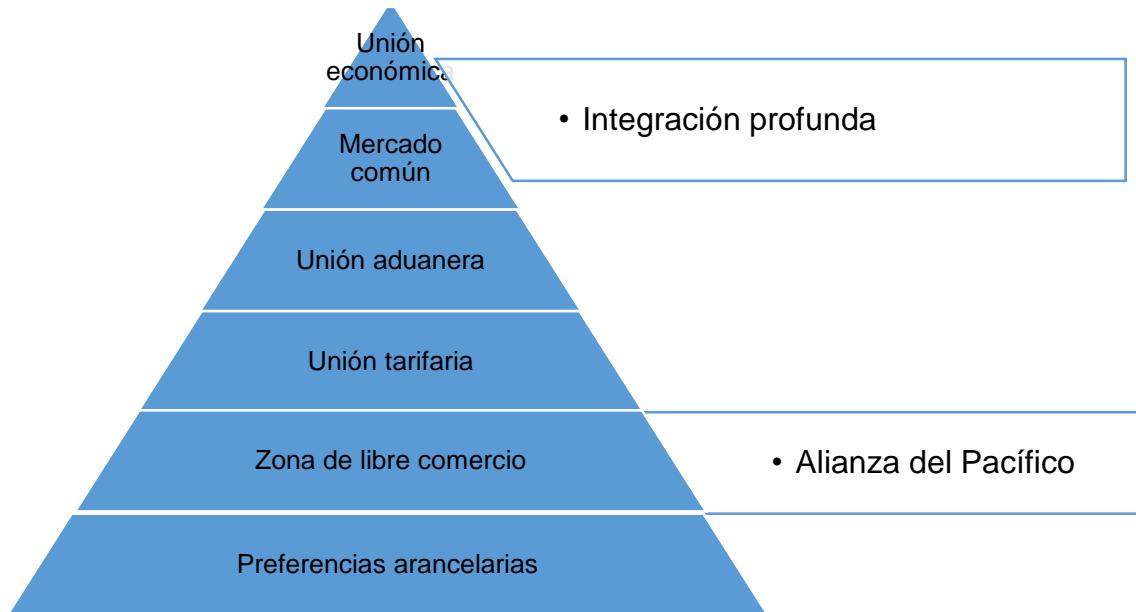 Unión
económica
• Integración profunda
Mercado
común
Unión aduanera
Unión tarifaria
Zona de libre comercio
• Alianza del Pacífico
Preferencias arancelarias